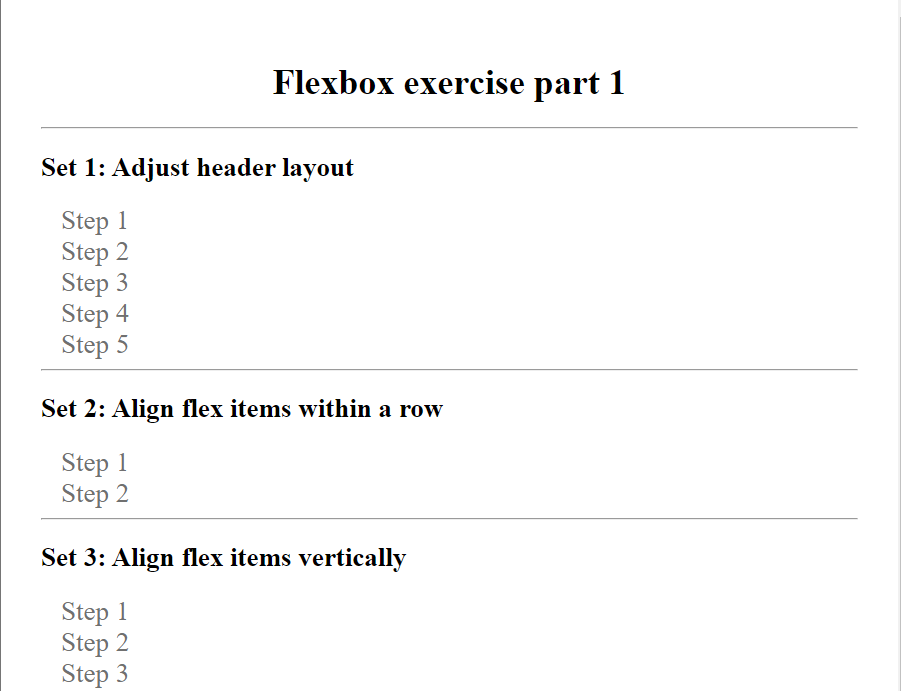 Flexbox exercise part 1
Set 1: Adjust header layout
Step 1
Step 2
Step 3
Step 4
Step 5
Set 2: Align flex items within a row
Step 1
Step 2
Set 3: Align flex items vertically
Step 1
Step 2
Step 3